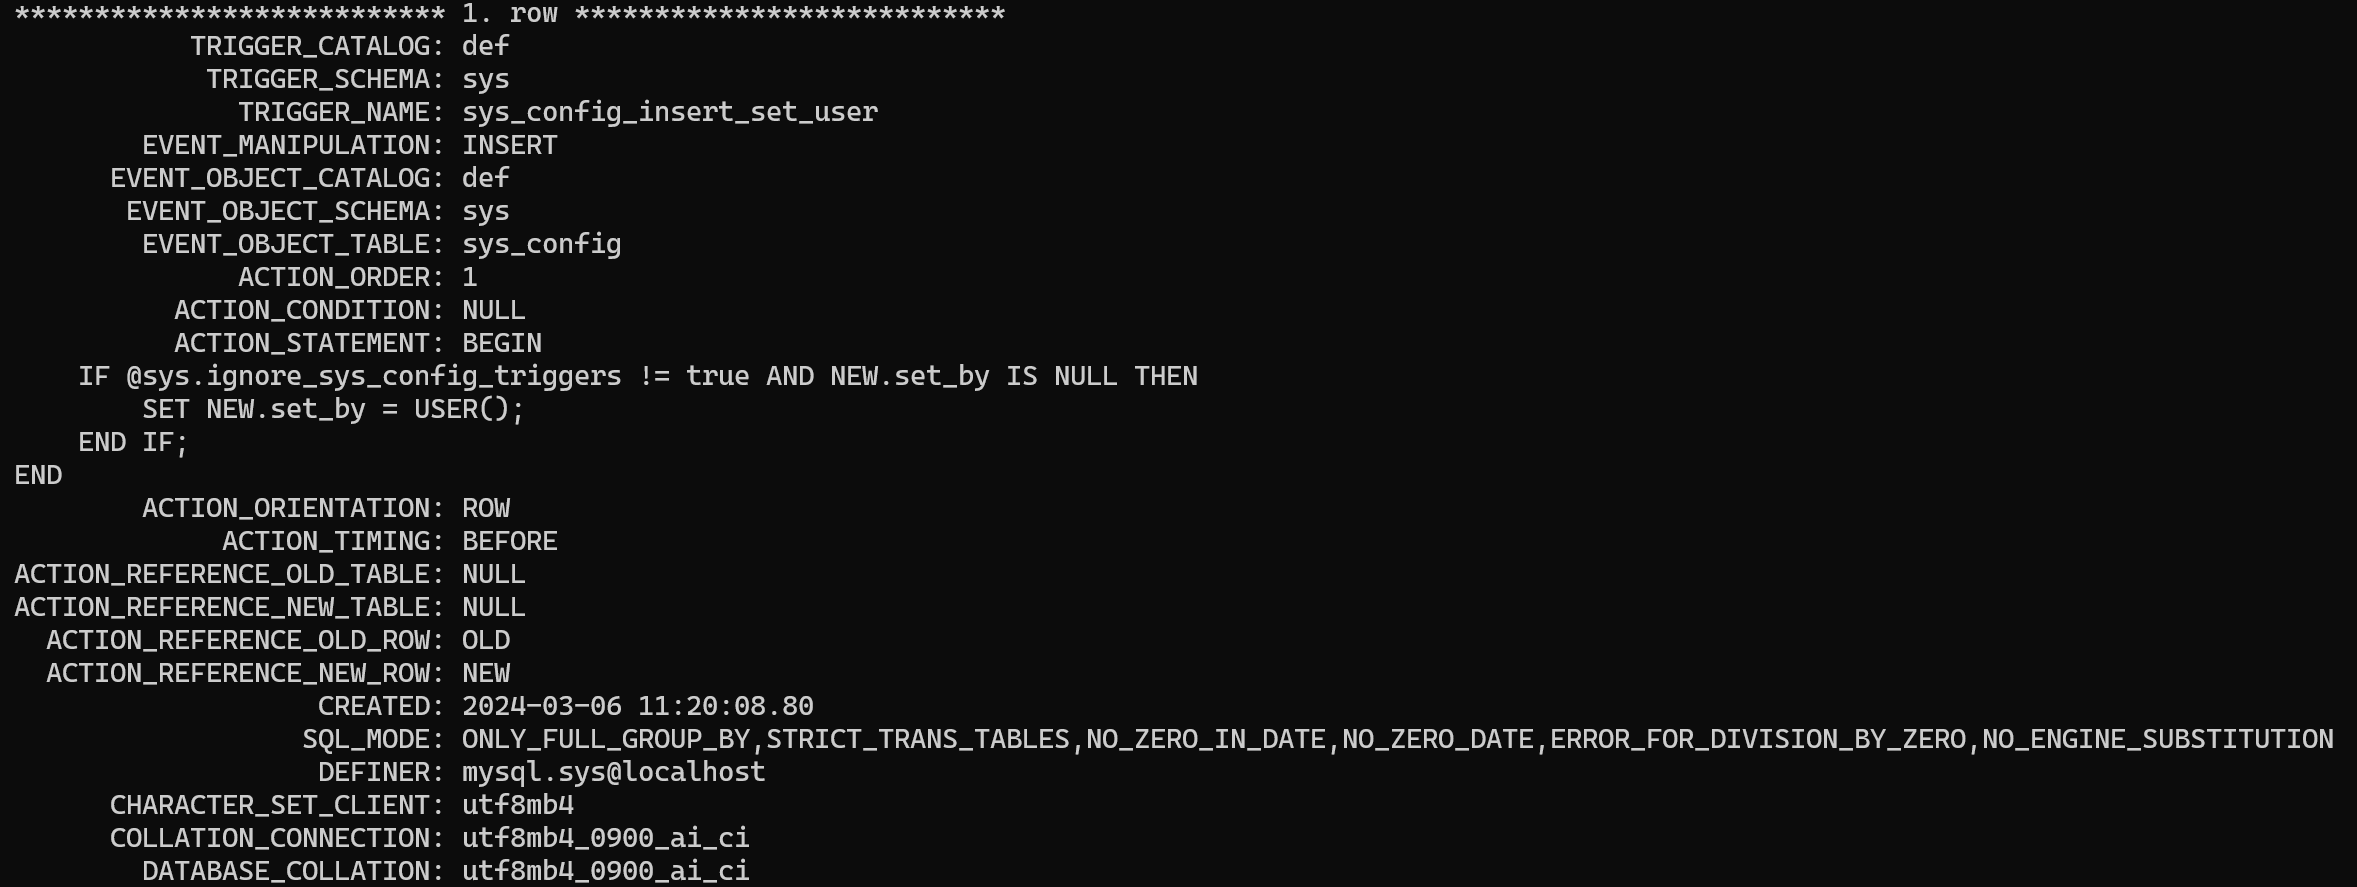 *************************** 1. row ***************************
           TRIGGER_CATALOG: def
            TRIGGER_SCHEMA: sys
              TRIGGER_NAME: sys_config_insert_set_user
        EVENT_MANIPULATION: INSERT
      EVENT_OBJECT_CATALOG: def
       EVENT_OBJECT_SCHEMA: sys
        EVENT_OBJECT_TABLE: sys_config
              ACTION_ORDER: 1
          ACTION_CONDITION: NULL
          ACTION_STATEMENT: BEGIN
    IF @sys.ignore_sys_config_triggers != true AND NEW.set_by IS NULL THEN
        SET NEW.set_by = USER();
    END IF;
END
        ACTION_ORIENTATION: ROW
             ACTION_TIMING: BEFORE
ACTION_REFERENCE_OLD_TABLE: NULL
ACTION_REFERENCE_NEW_TABLE: NULL
  ACTION_REFERENCE_OLD_ROW: OLD
  ACTION_REFERENCE_NEW_ROW: NEW
                   CREATED: 2024-03-06 11:20:08.80
                  SQL_MODE: ONLY_FULL_GROUP_BY,STRICT_TRANS_TABLES,NO_ZERO_IN_DATE,NO_ZERO_DATE,ERROR_FOR_DIVISION_BY_ZERO,NO_ENGINE_SUBSTITUTION
                   DEFINER: mysql.sys@localhost
      CHARACTER_SET_CLIENT: utf8mb4
      COLLATION_CONNECTION: utf8mb4_0900_ai_ci
        DATABASE_COLLATION: utf8mb4_0900_ai_ci